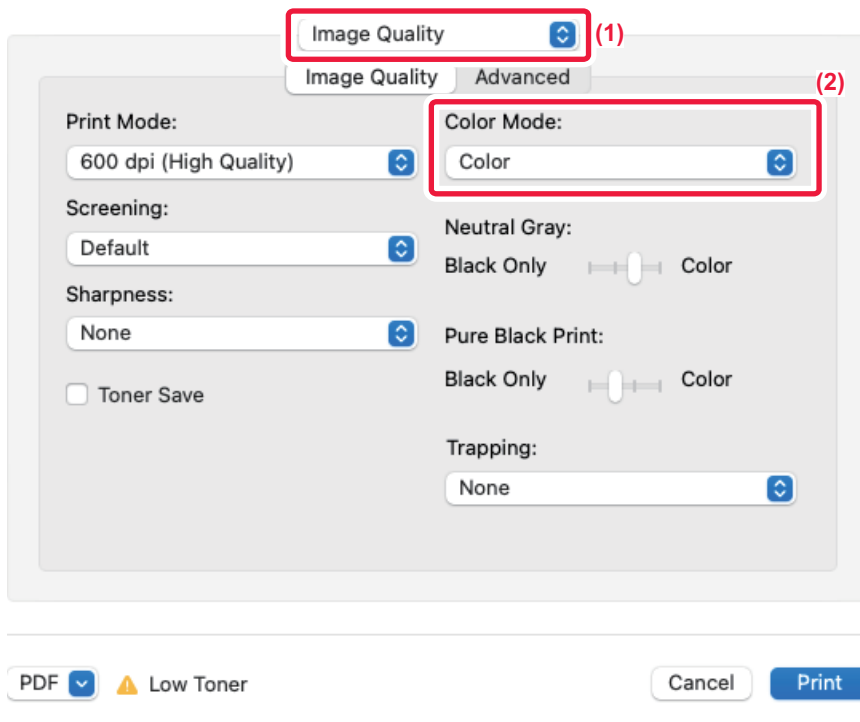 Image Quality
(1)
Image Quality
Advanced
(2)
Print Mode:
600 dpi (High Quality)
Screening:
Default
Sharpness:
None
Toner Save
Color Mode:
Color
Neutral Gray:
Black Only
Color
Pure Black Print:
Black Only
Color
Trapping:
None
PDF
Low Toner
Cancel
Print